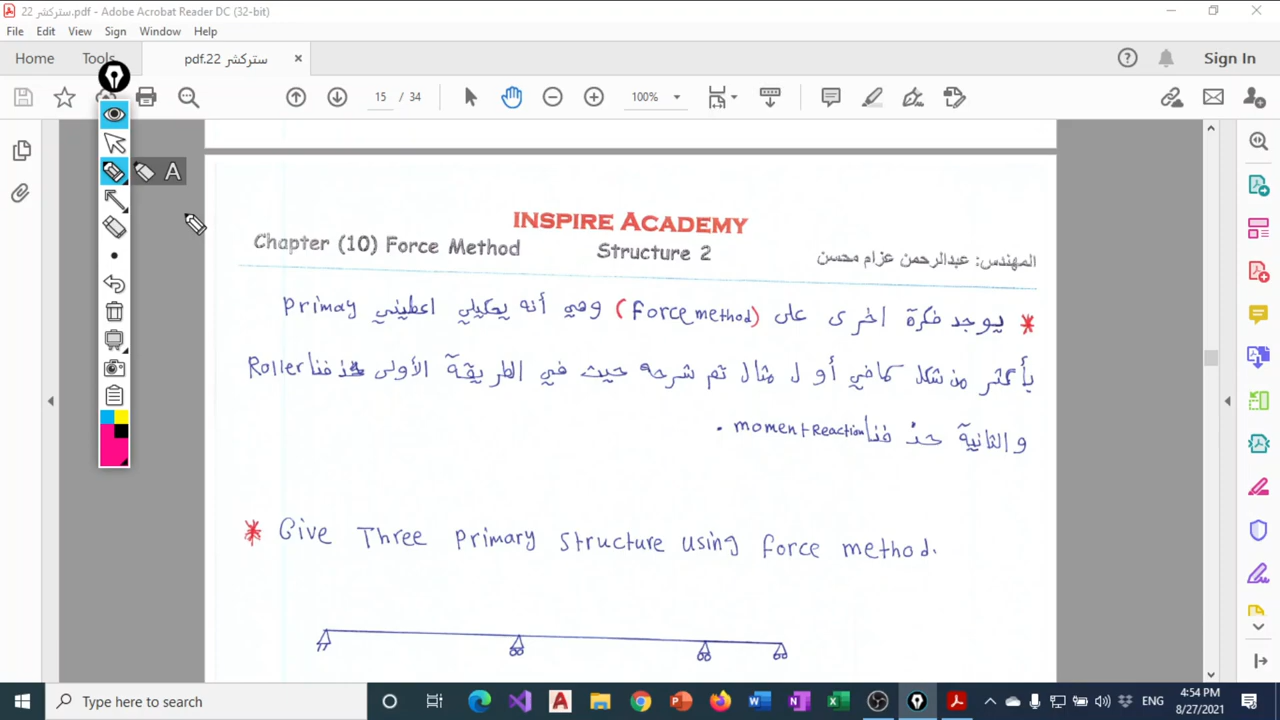 ستركشر 22.pdf - Adobe Acrobat Reader DC (32-bit)
File Edit View Sign Window Help
Home Tools ستركشر 22.pdf Sign In
15 / 34 100%
A
INSPIRE ACADEMY
Chapter (10) Force Method Structure 2 المهندس: عبدالرحمن عزام محسن
* يوجد فكرة اخرى على (Force method) وهي أنه يحكيلي اعطيني Primay
بأكثر من شكل كما في أول مثال تم شرحه حيث في الطريقة الأولى حذفنا Roller
والثانية حذفنا moment Reaction .
* Give Three primary structure using force method.
Type here to search
ENG
4:54 PM
8/27/2021